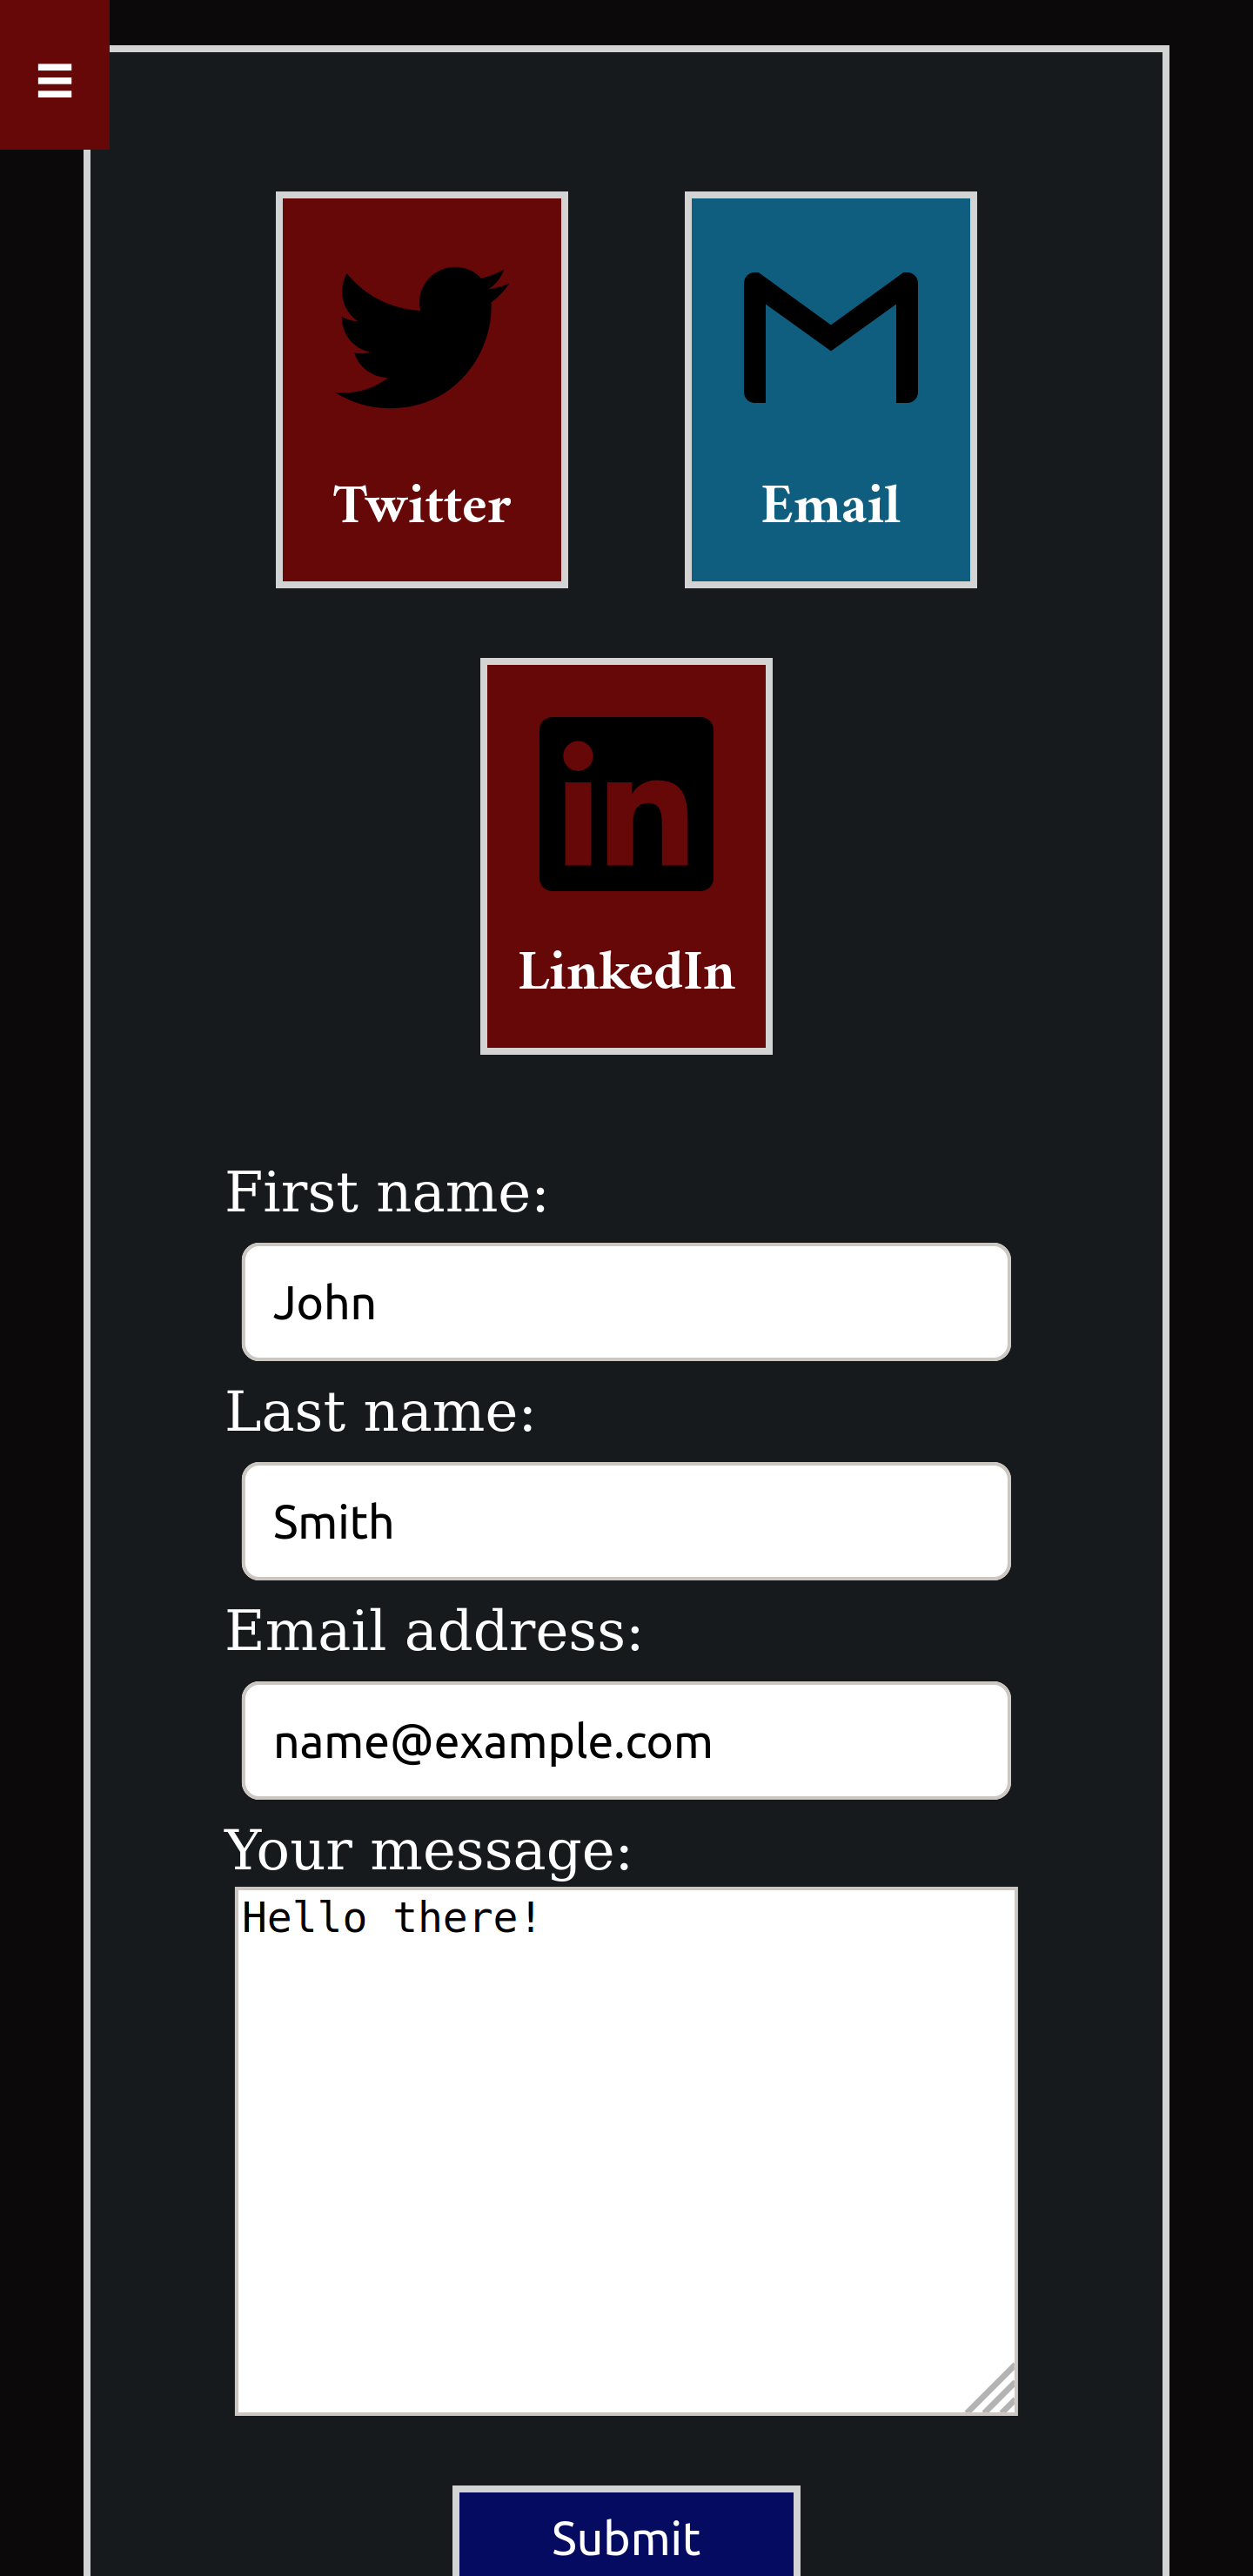 Twitter
Email
LinkedIn
First name:
John
Last name:
Smith
Email address:
name@example.com
Your message:
Hello there!
Submit